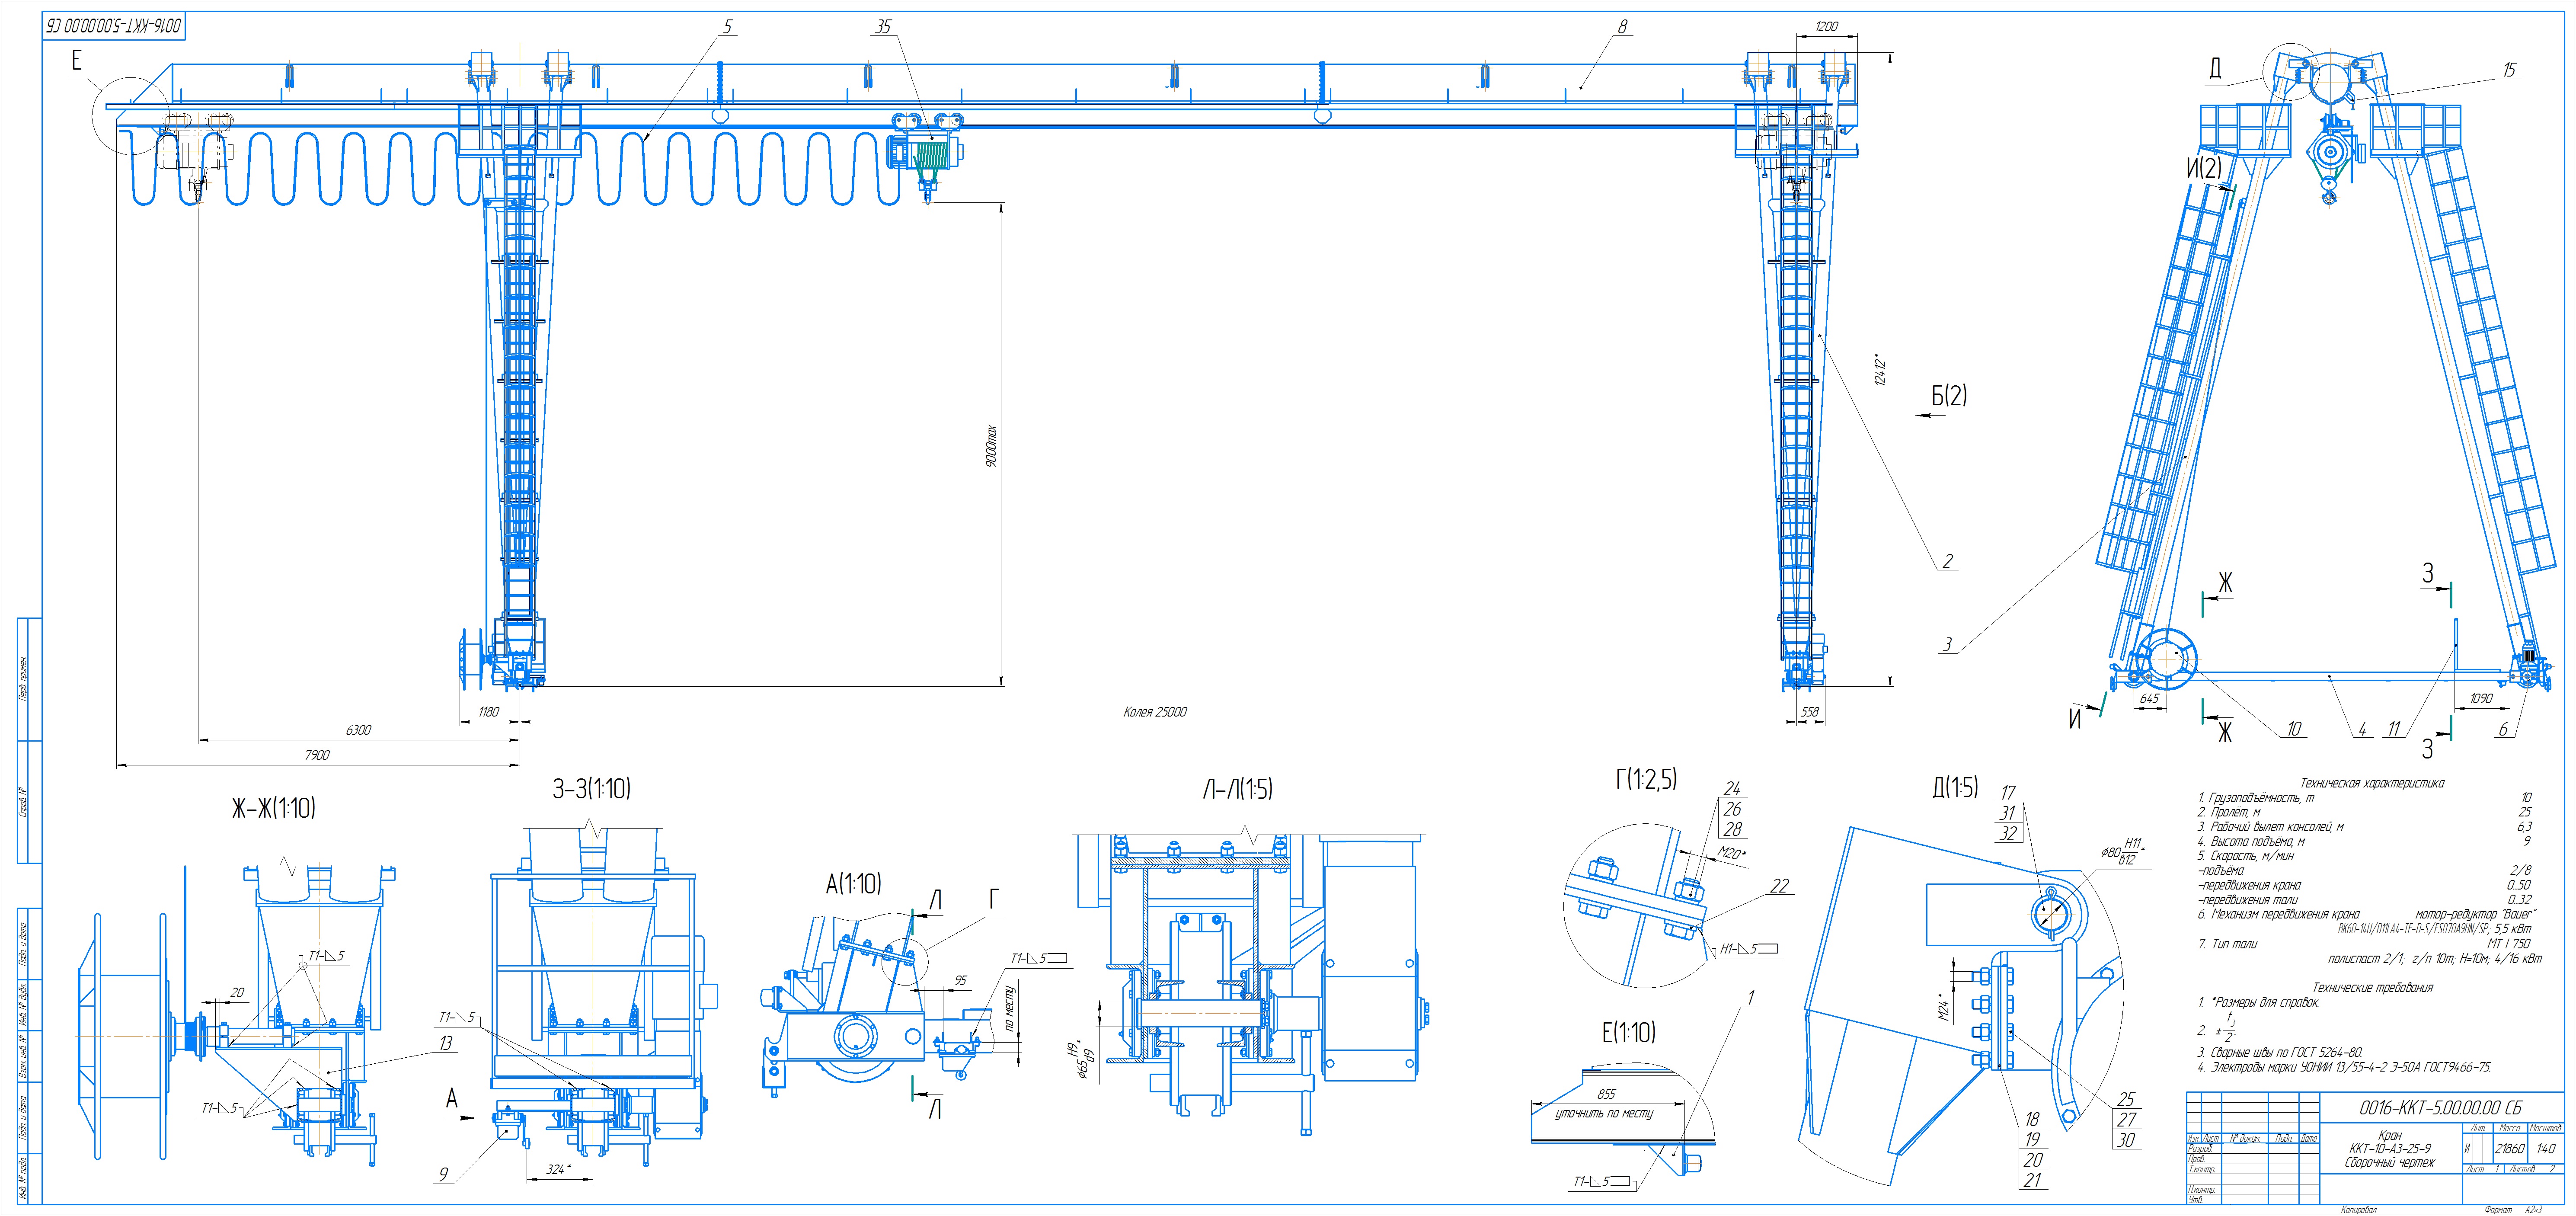 0016-ККТ-5.00.00.00 СБ
Е
5
35
8
1200
Д
15
И(2)
12412*
Б(2)
9000max
2
3
З
Ж
645
1090
И
Ж
10
4
11
З
6
1180
Колея 25000
558
6300
7900
Ж-Ж(1:10)
Т1-⊿5
20
13
Т1-⊿5
З-З(1:10)
Т1-⊿5
А
9
324*
А(1:10)
Л
Г
Т1-⊿5
95
по месту
Л
Л-Л(1:5)
⌀65 H9/d9 *
Г(1:2,5)
24
26
28
М20*
22
Н1-⊿5
Е(1:10)
1
855
уточнить по месту
Т1-⊿5
Д(1:5)
17
31
32
⌀80 H11/в12 *
М24*
18
19
20
21
25
27
30
Техническая характеристика
1. Грузоподъёмность, т 10
2. Пролёт, м 25
3. Рабочий вылет консолей, м 6,3
4. Высота подъёма, м 9
5. Скорость, м/мин
-подъёма 2/8
-передвижения крана 0..50
-передвижения тали 0..32
6. Механизм передвижения крана мотор-редуктор "Bauer"
BK60-14U/D11LA4-TF-D-S/ES070A9HN/SP; 5,5 кВт
7. Тип тали МТ I 750
полиспаст 2/1; г/п 10т; Н=10м; 4/16 кВт
Технические требования
1. *Размеры для справок.
2. ± t3/2.
3. Сварные швы по ГОСТ 5264-80.
4. Электроды марки УОНИИ 13/55-4-2 Э-50А ГОСТ9466-75.
0016-ККТ-5.00.00.00 СБ
Кран
ККТ-10-А3-25-9
Сборочный чертеж
Лит. Масса Масштаб
И 21860 1:40
Лист 1 Листов 2
Изм. Лист № докум. Подп. Дата
Разраб.
Пров.
Т.контр.
Н.контр.
Утв.
Копировал Формат А2х3
Перв. примен.
Справ. №
Подп. и дата
Инв. № дубл.
Взам. инв. №
Подп. и дата
Инв. № подл.